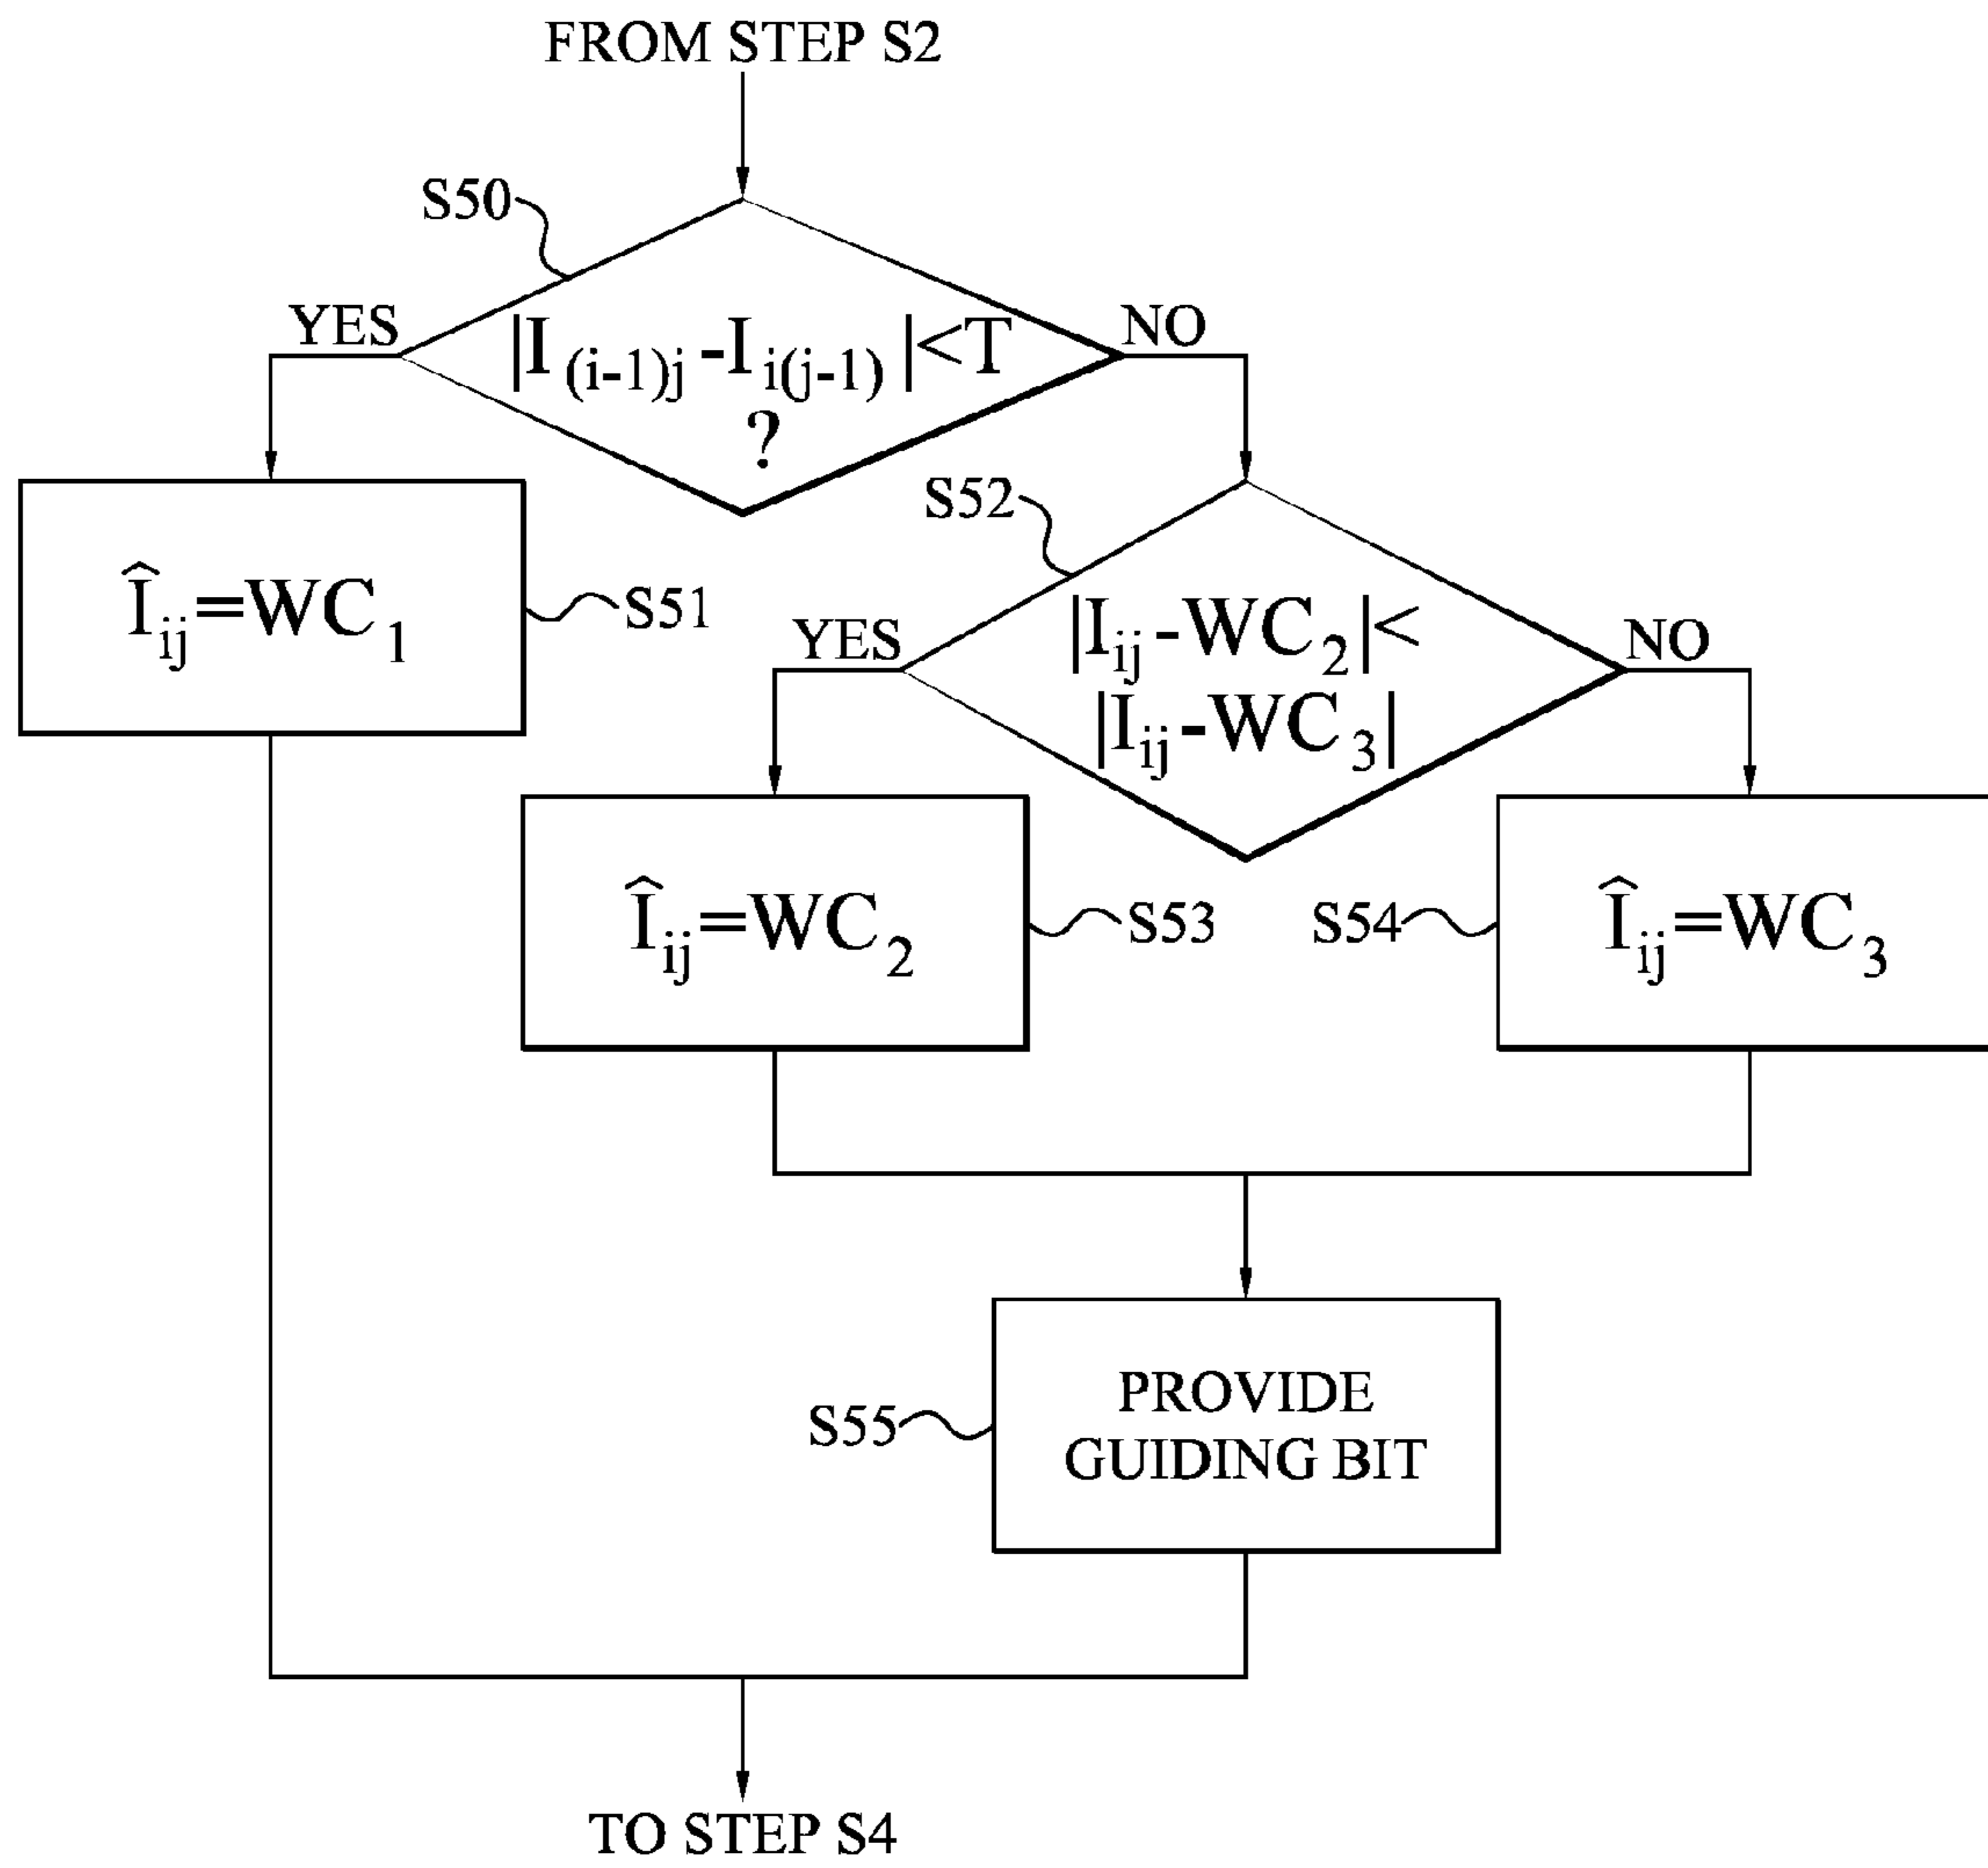 FROM STEP S2
S50
YES
NO
|I(i-1)j-Ii(j-1)|<T
?
S52
Îij=WC1
S51
YES
NO
|Iij-WC2|<
|Iij-WC3|
Îij=WC2
S53
S54
Îij=WC3
PROVIDE
GUIDING BIT
S55
TO STEP S4